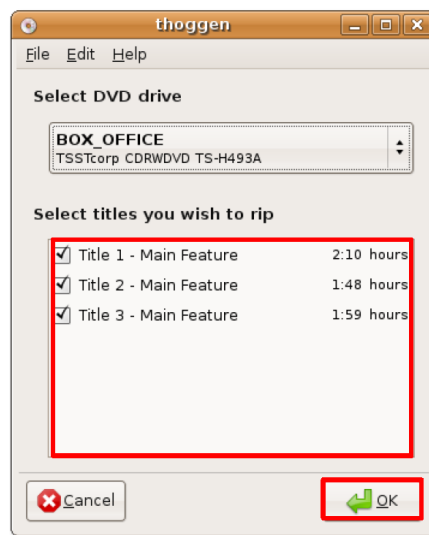 thoggen
File Edit Help
Select DVD drive
BOX_OFFICE
TSSTcorp CDRWDVD TS-H493A
Select titles you wish to rip
Title 1 - Main Feature 2:10 hours
Title 2 - Main Feature 1:48 hours
Title 3 - Main Feature 1:59 hours
Cancel OK